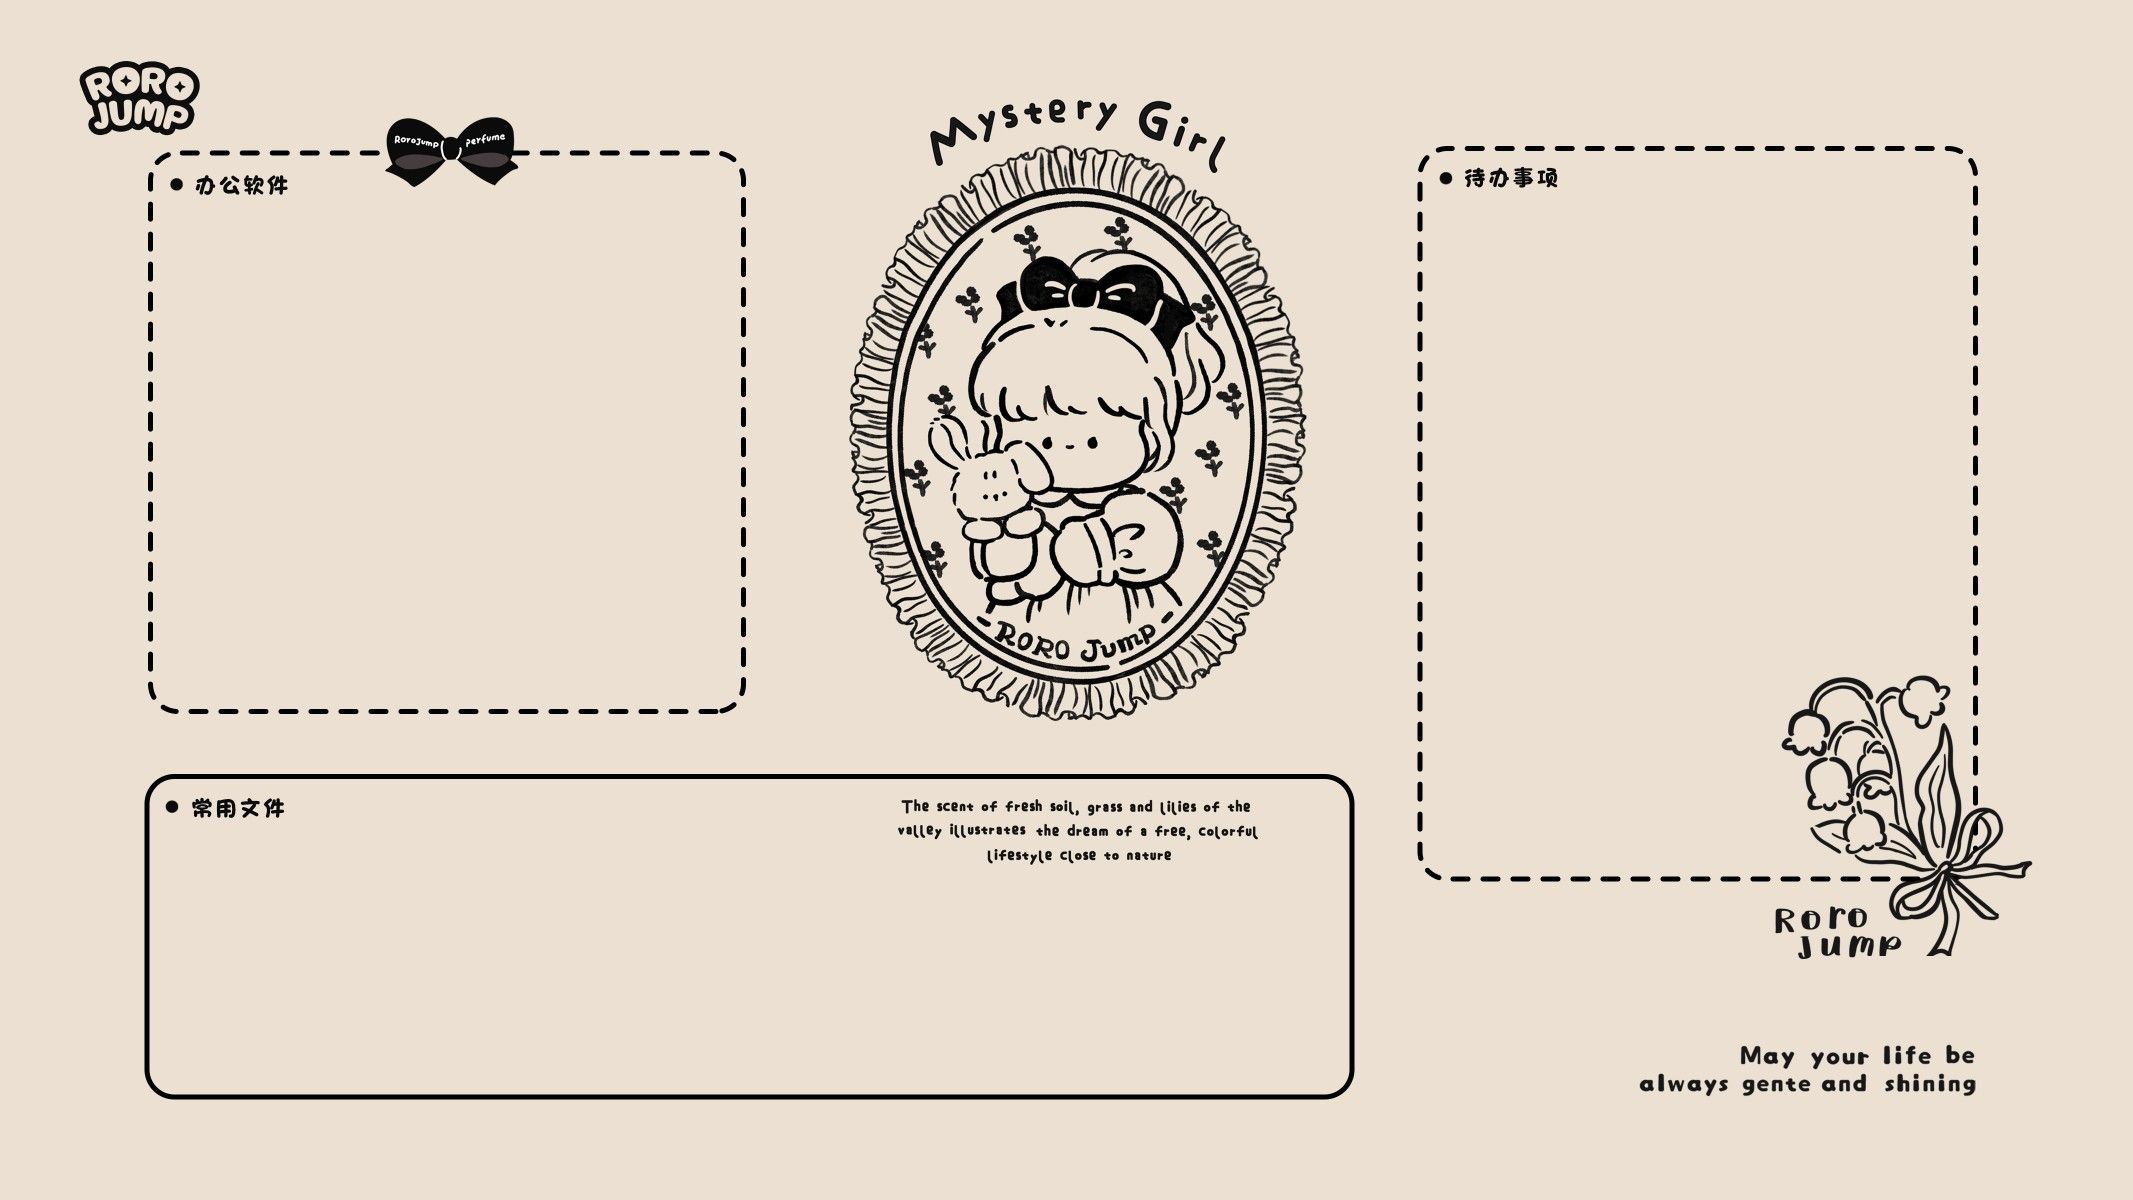 RORO
JUMP
RoroJump perfume
办公软件
Mystery Girl
RORO Jump
待办事项
常用文件
The scent of fresh soil, grass and lilies of the
valley illustrates the dream of a free, Colorful
lifestyle Close to nature
Roro
Jump
May your life be
always gente and shining